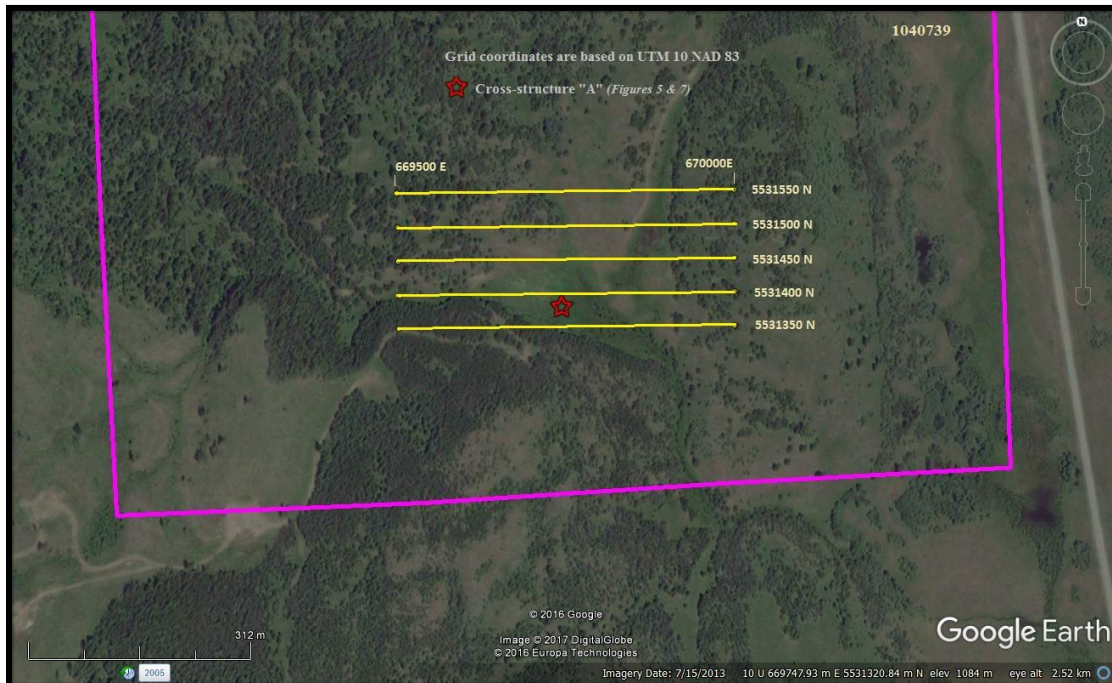 1040739
N
Grid coordinates are based on UTM 10 NAD 83
Cross-structure "A" (Figures 5 & 7)
669500 E
670000E
5531550 N
5531500 N
5531450 N
5531400 N
5531350 N
© 2016 Google
Image © 2017 DigitalGlobe
© 2016 Europa Technologies
Google Earth
312 m
2005
Imagery Date: 7/15/2013 10 U 669747.93 m E 5531320.84 m N elev 1084 m eye alt 2.52 km